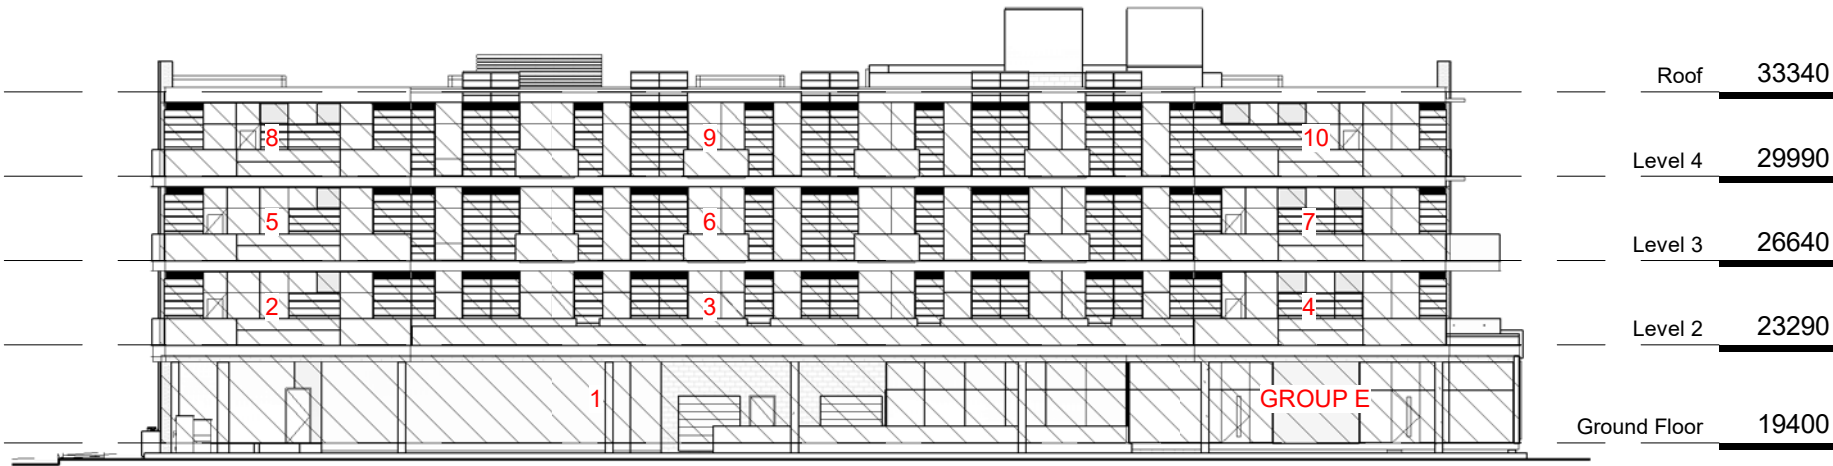 Roof 33340
8 9 10
Level 4 29990
5 6 7
Level 3 26640
2 3 4
Level 2 23290
1 GROUP E
Ground Floor 19400